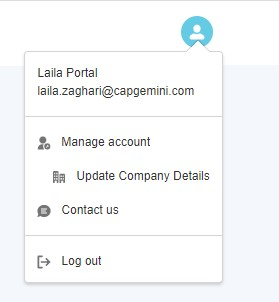 Laila Portal
laila.zaghari@capgemini.com
Manage account
Update Company Details
Contact us
Log out